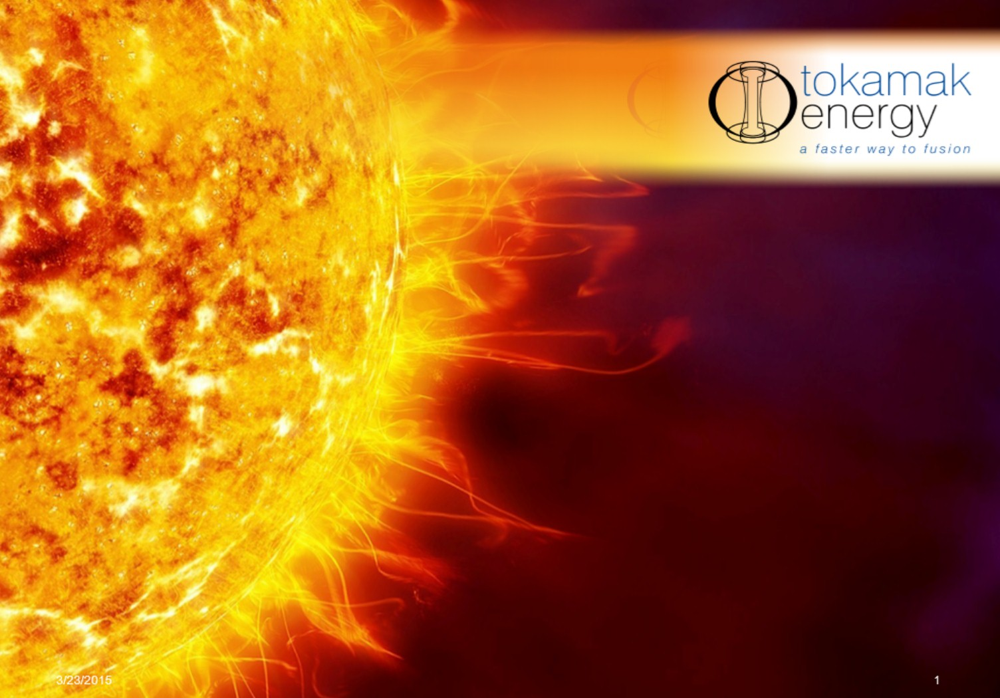 tokamak
energy
a faster way to fusion
3/23/2015
1